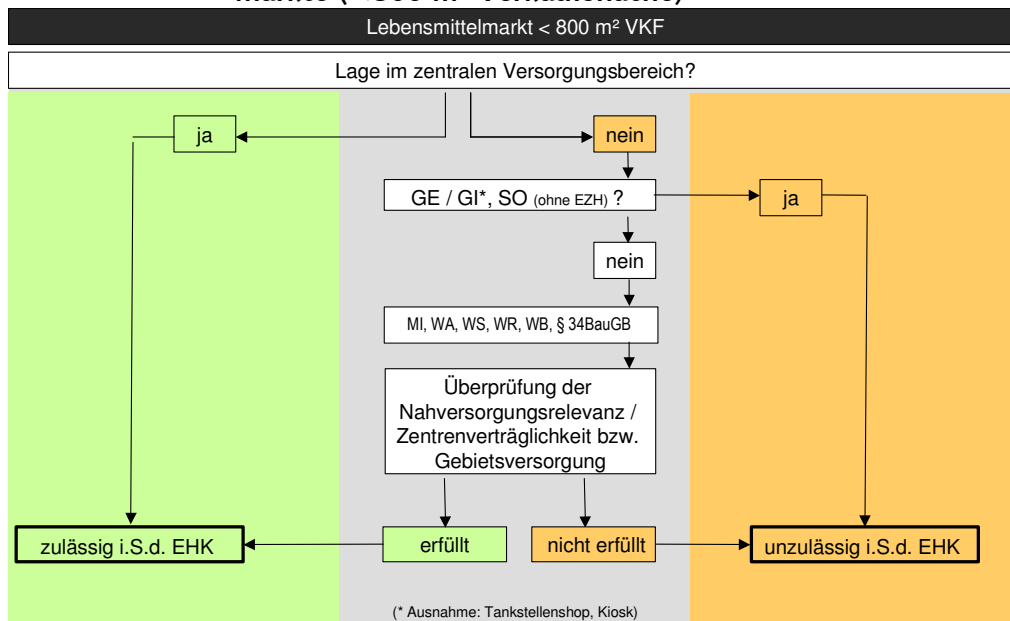 Lebensmittelmarkt < 800 m² VKF
Lage im zentralen Versorgungsbereich?
ja
nein
GE / GI*, SO (ohne EZH) ?
ja
nein
MI, WA, WS, WR, WB, § 34BauGB
Überprüfung der
Nahversorgungsrelevanz /
Zentrenverträglichkeit bzw.
Gebietsversorgung
zulässig i.S.d. EHK
erfüllt
nicht erfüllt
unzulässig i.S.d. EHK
(* Ausnahme: Tankstellenshop, Kiosk)